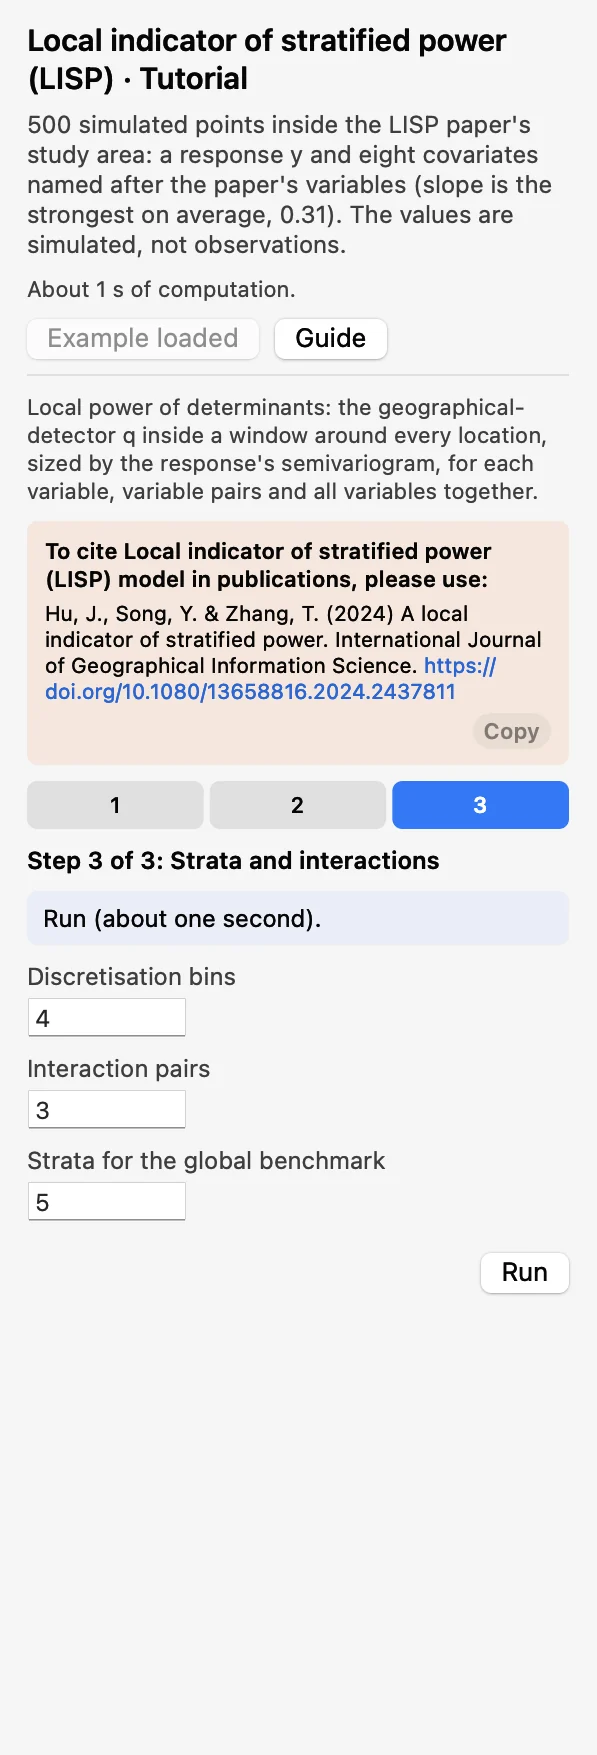 Local indicator of stratified power
(LISP) · Tutorial
500 simulated points inside the LISP paper's
study area: a response y and eight covariates
named after the paper's variables (slope is the
strongest on average, 0.31). The values are
simulated, not observations.
About 1 s of computation.
Example loaded Guide
Local power of determinants: the geographical-
detector q inside a window around every location,
sized by the response's semivariogram, for each
variable, variable pairs and all variables together.
To cite Local indicator of stratified power
(LISP) model in publications, please use:
Hu, J., Song, Y. & Zhang, T. (2024) A local
indicator of stratified power. International Journal
of Geographical Information Science. https://
doi.org/10.1080/13658816.2024.2437811
Copy
1 2 3
Step 3 of 3: Strata and interactions
Run (about one second).
Discretisation bins
4
Interaction pairs
3
Strata for the global benchmark
5
Run